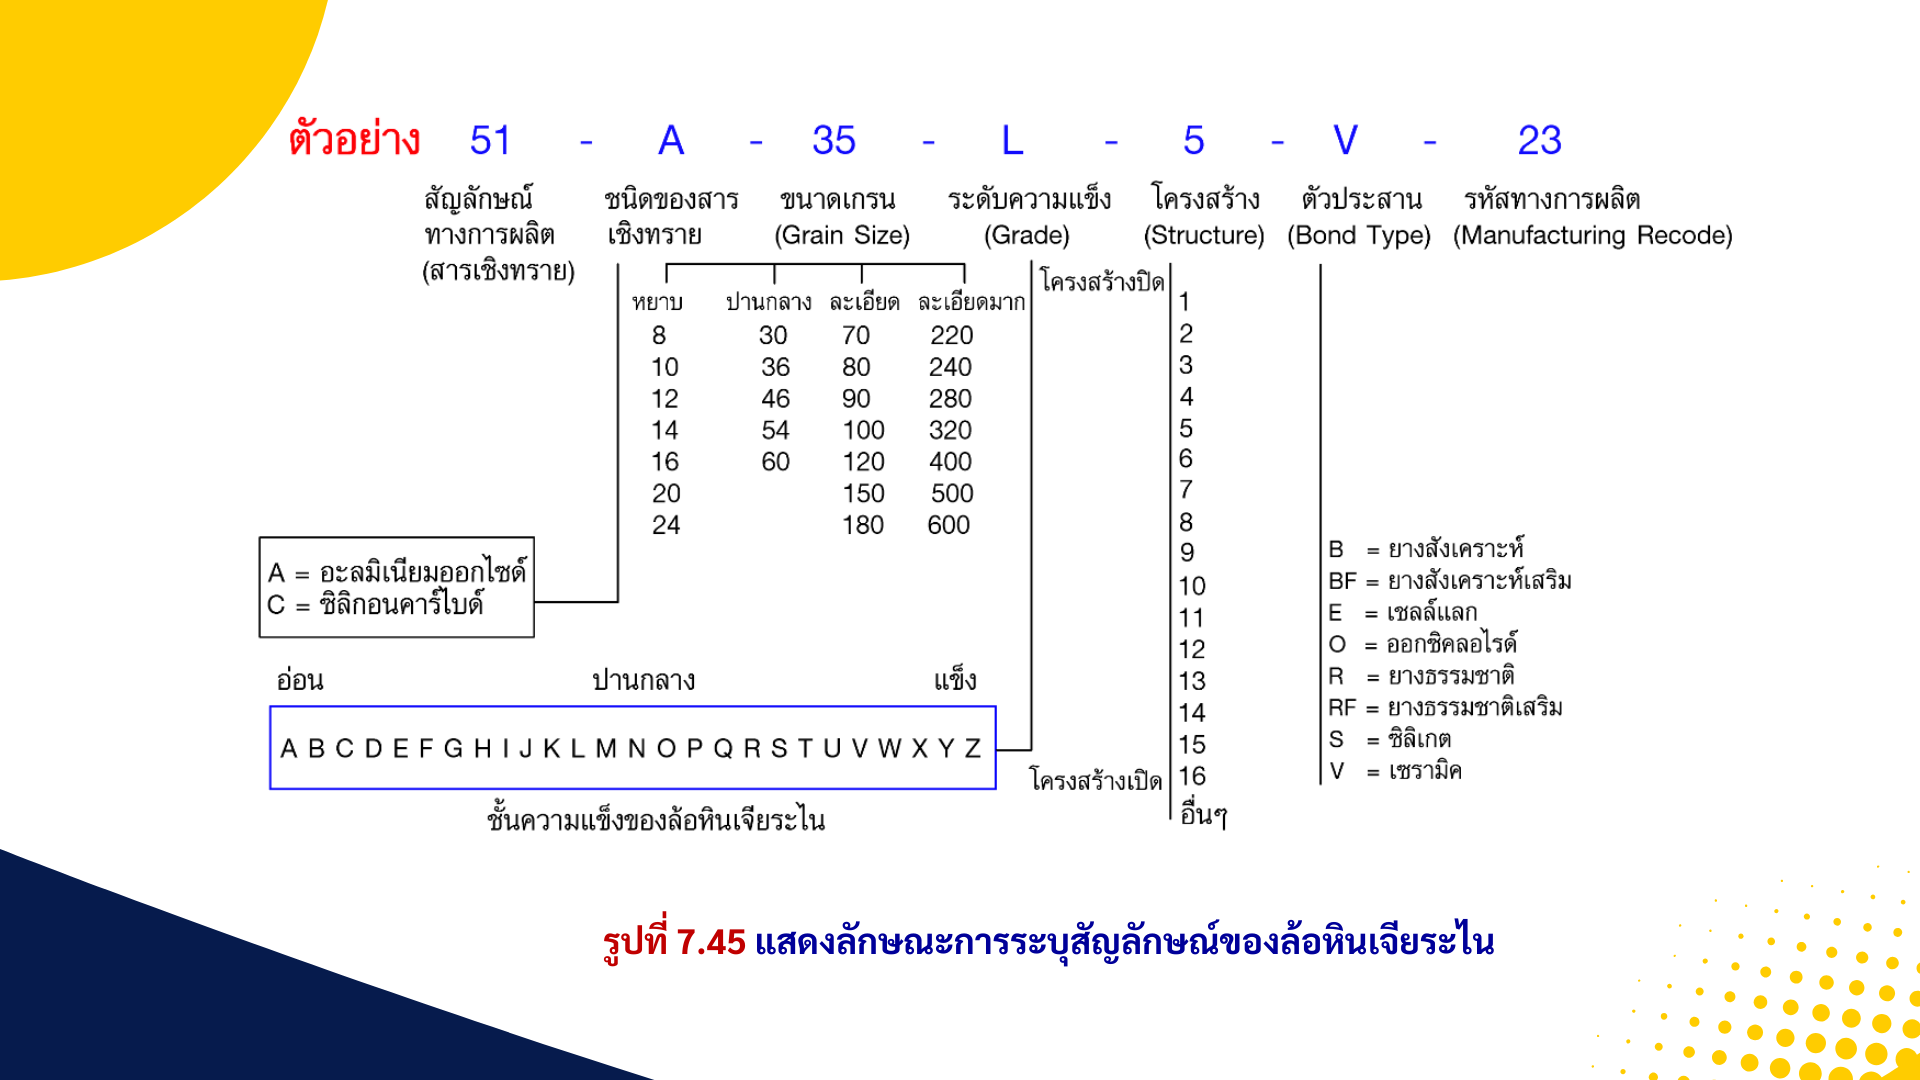 ตัวอย่าง 51 - A - 35 - L - 5 - V - 23
สัญลักษณ์ ชนิดของสาร ขนาดเกรน ระดับความแข็ง โครงสร้าง ตัวประสาน รหัสทางการผลิต
ทางการผลิต เชิงทราย (Grain Size) (Grade) (Structure) (Bond Type) (Manufacturing Recode)
(สารเชิงทราย)
โครงสร้างปิด
หยาบ ปานกลาง ละเอียด ละเอียดมาก
8 30 70 220
10 36 80 240
12 46 90 280
14 54 100 320
16 60 120 400
20 150 500
24 180 600
1
2
3
4
5
6
7
8
9
10
11
12
13
14
15
โครงสร้างเปิด 16
อื่นๆ
B = ยางสังเคราะห์
BF = ยางสังเคราะห์เสริม
E = เชลล์แลก
O = ออกซิคลอไรด์
R = ยางธรรมชาติ
RF = ยางธรรมชาติเสริม
S = ซิลิเกต
V = เซรามิค
A = อะลมิเนียมออกไซด์
C = ซิลิกอนคาร์ไบด์
อ่อน ปานกลาง แข็ง
A B C D E F G H I J K L M N O P Q R S T U V W X Y Z
ชั้นความแข็งของล้อหินเจียระไน
รูปที่ 7.45 แสดงลักษณะการระบุสัญลักษณ์ของล้อหินเจียระไน